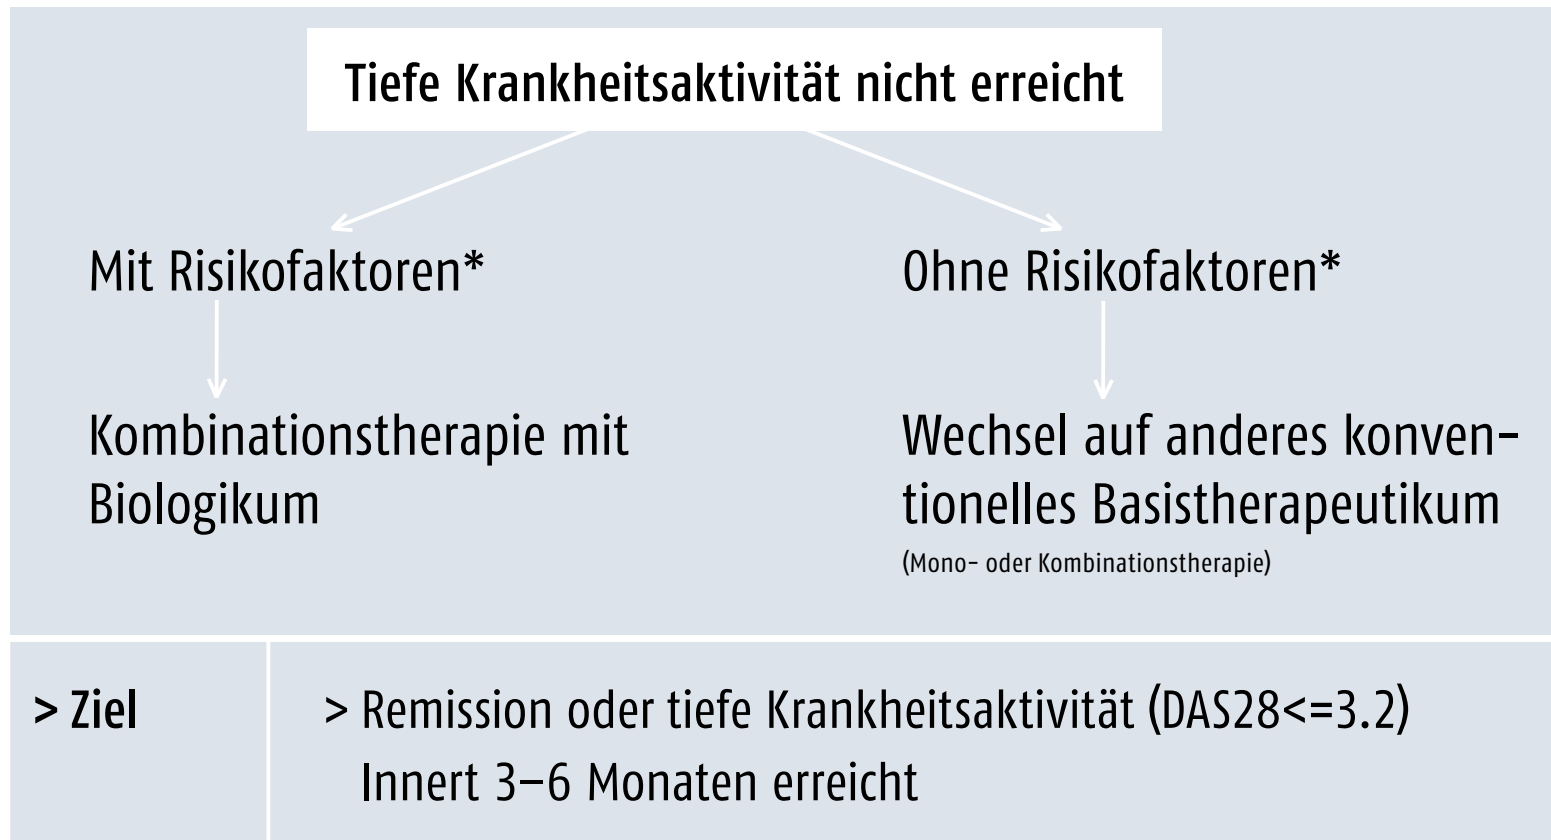 Tiefe Krankheitsaktivität nicht erreicht
Mit Risikofaktoren*
Ohne Risikofaktoren*
Kombinationstherapie mit
Biologikum
Wechsel auf anderes konven-
tionelles Basistherapeutikum
(Mono- oder Kombinationstherapie)
> Ziel
> Remission oder tiefe Krankheitsaktivität (DAS28<=3.2)
Innert 3–6 Monaten erreicht